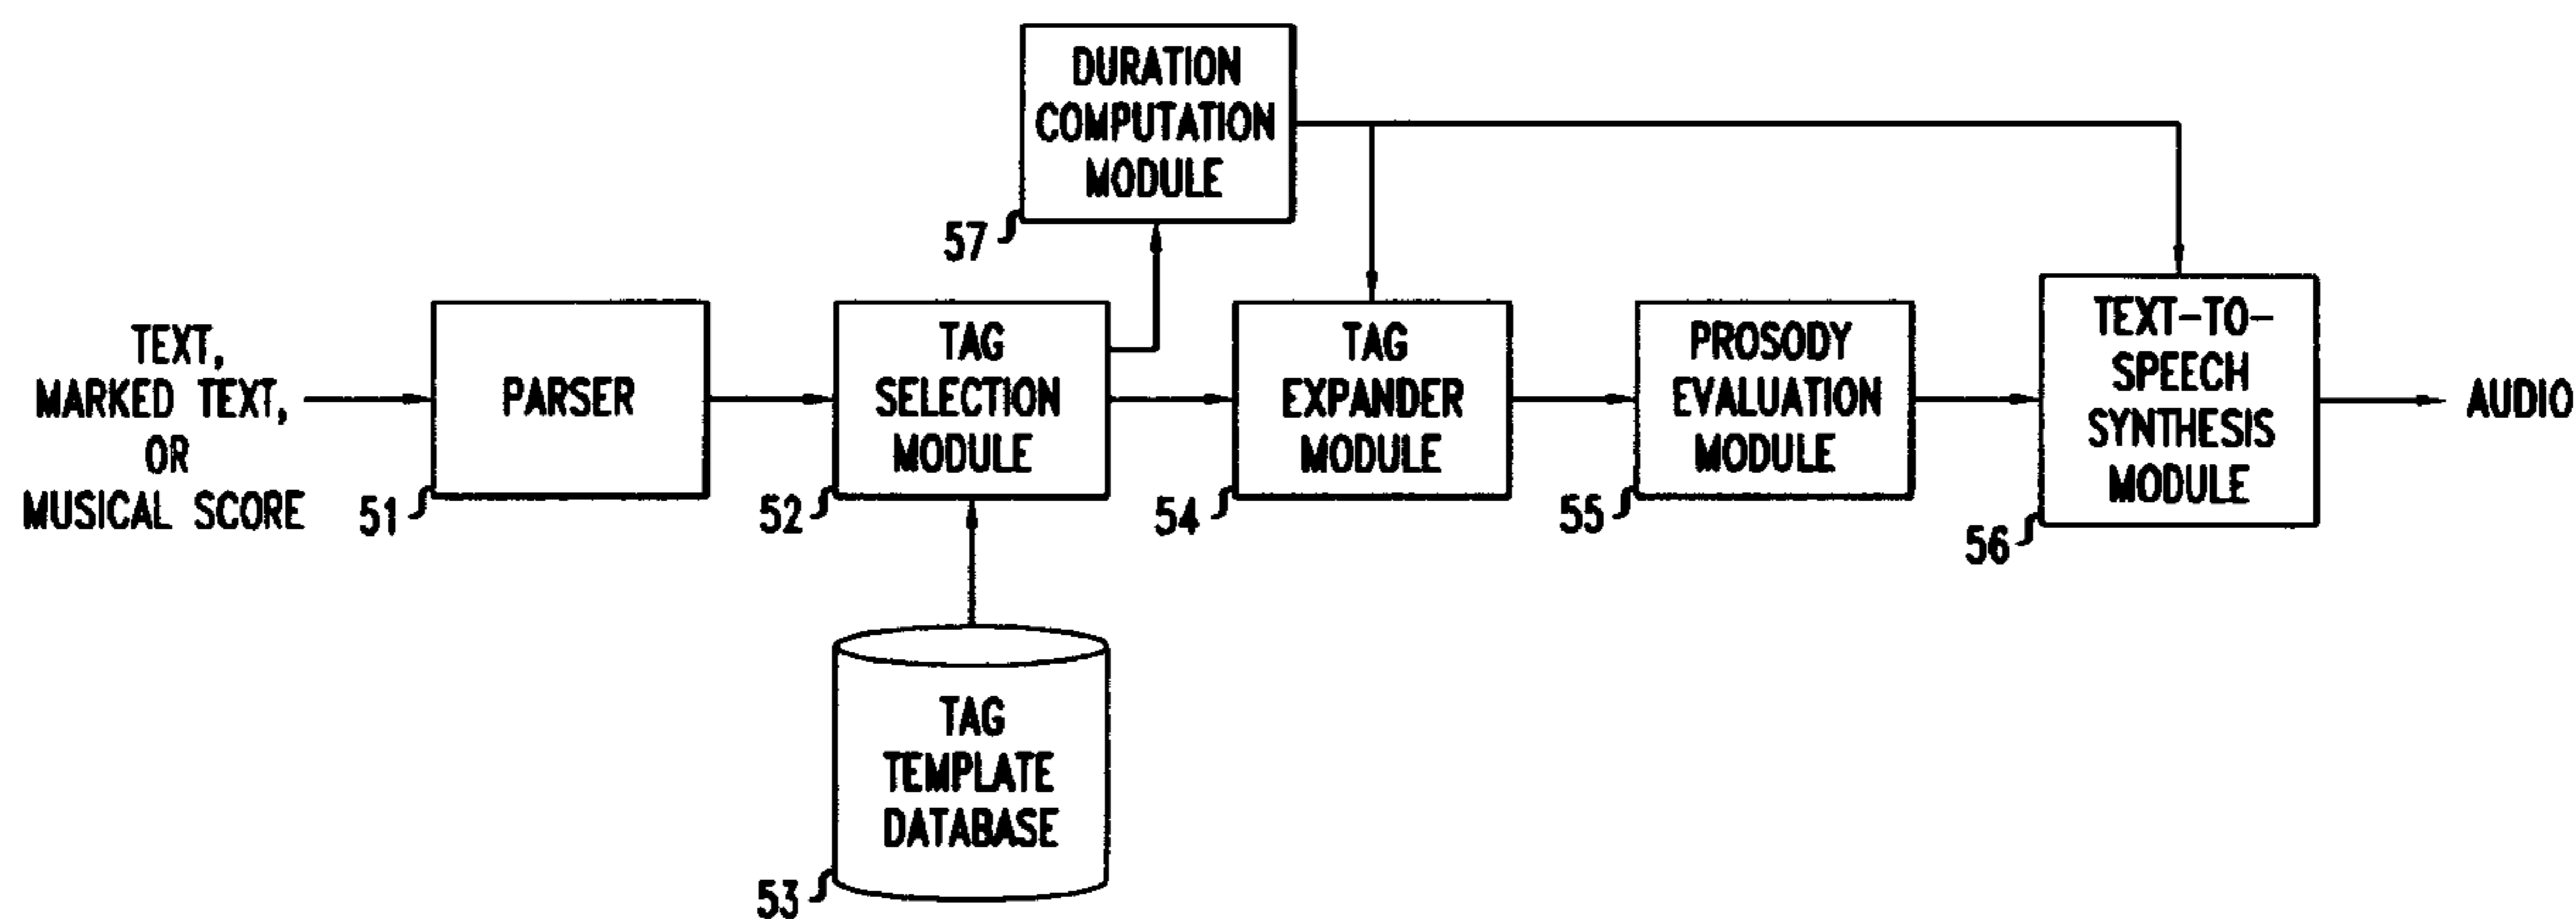 DURATION
COMPUTATION
MODULE
57
TEXT,
MARKED TEXT,
OR
MUSICAL SCORE
PARSER
51
TAG
SELECTION
MODULE
52
TAG
EXPANDER
MODULE
54
PROSODY
EVALUATION
MODULE
55
TEXT-TO-
SPEECH
SYNTHESIS
MODULE
56
AUDIO
TAG
TEMPLATE
DATABASE
53